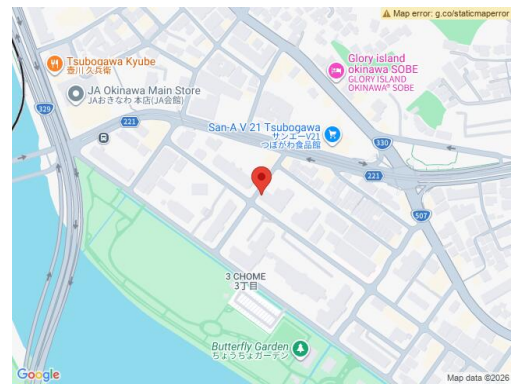 Map error: g.co/staticmaperror
Tsubogawa Kyube
壺川 久兵衛
JA Okinawa Main Store
JAおきなわ 本店(JA会館)
Glory island
okinawa SOBE
GLORY ISLAND
OKINAWA° SOBE
329
221
San-A V 21 Tsubogawa
サンエーV21
つぼがわ食品館
330
221
507
3 CHOME
3丁目
Butterfly Garden
ちょうちょガーデン
Google
Map data ©2026